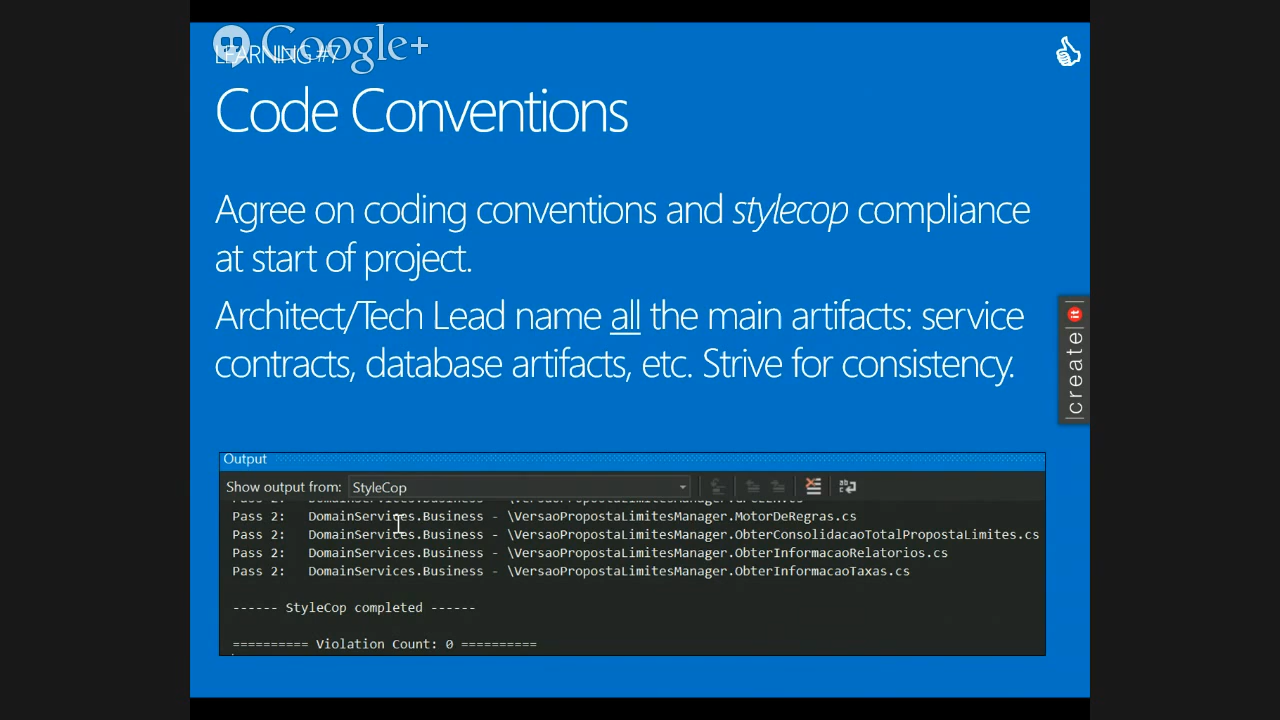 Google+
LEARNING #7
Code Conventions
Agree on coding conventions and stylecop compliance
at start of project.
Architect/Tech Lead name all the main artifacts: service
contracts, database artifacts, etc. Strive for consistency.
|create|it
Output
Show output from: StyleCop
Pass 2: DomainServices.Business - \VersaoPropostaLimitesManager.MotorDeRegras.cs
Pass 2: DomainServices.Business - \VersaoPropostaLimitesManager.ObterConsolidacaoTotalPropostaLimites.cs
Pass 2: DomainServices.Business - \VersaoPropostaLimitesManager.ObterInformacaoRelatorios.cs
Pass 2: DomainServices.Business - \VersaoPropostaLimitesManager.ObterInformacaoTaxas.cs
------ StyleCop completed ------
========== Violation Count: 0 ==========